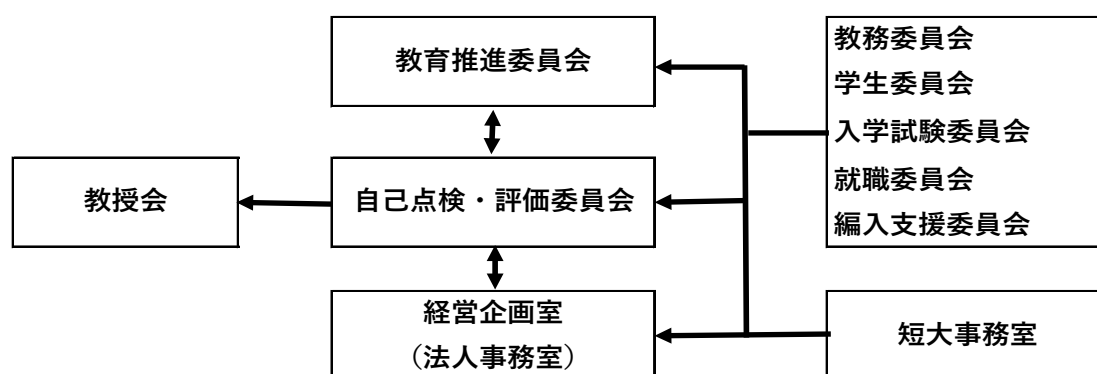 教育推進委員会
教務委員会
学生委員会
入学試験委員会
就職委員会
編入支援委員会
教授会
自己点検・評価委員会
経営企画室
（法人事務室）
短大事務室